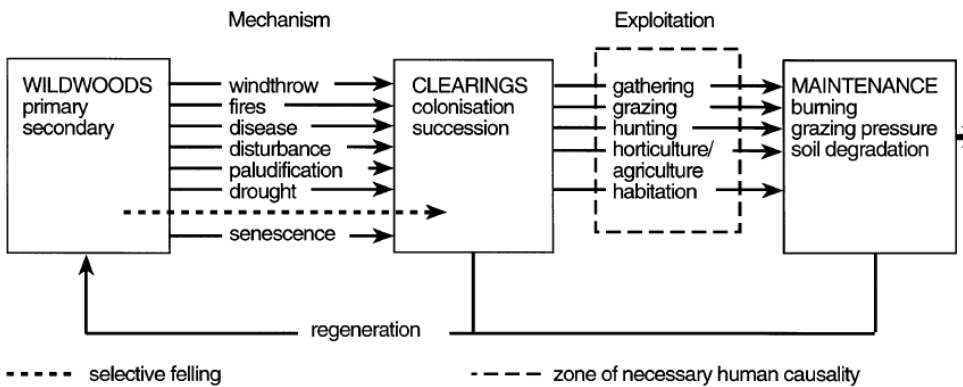 Mechanism
Exploitation
WILDWOODS
primary
secondary
windthrow
fires
disease
disturbance
paludification
drought
senescence
CLEARINGS
colonisation
succession
gathering
grazing
hunting
horticulture/
agriculture
habitation
MAINTENANCE
burning
grazing pressure
soil degradation
regeneration
selective felling
zone of necessary human causality